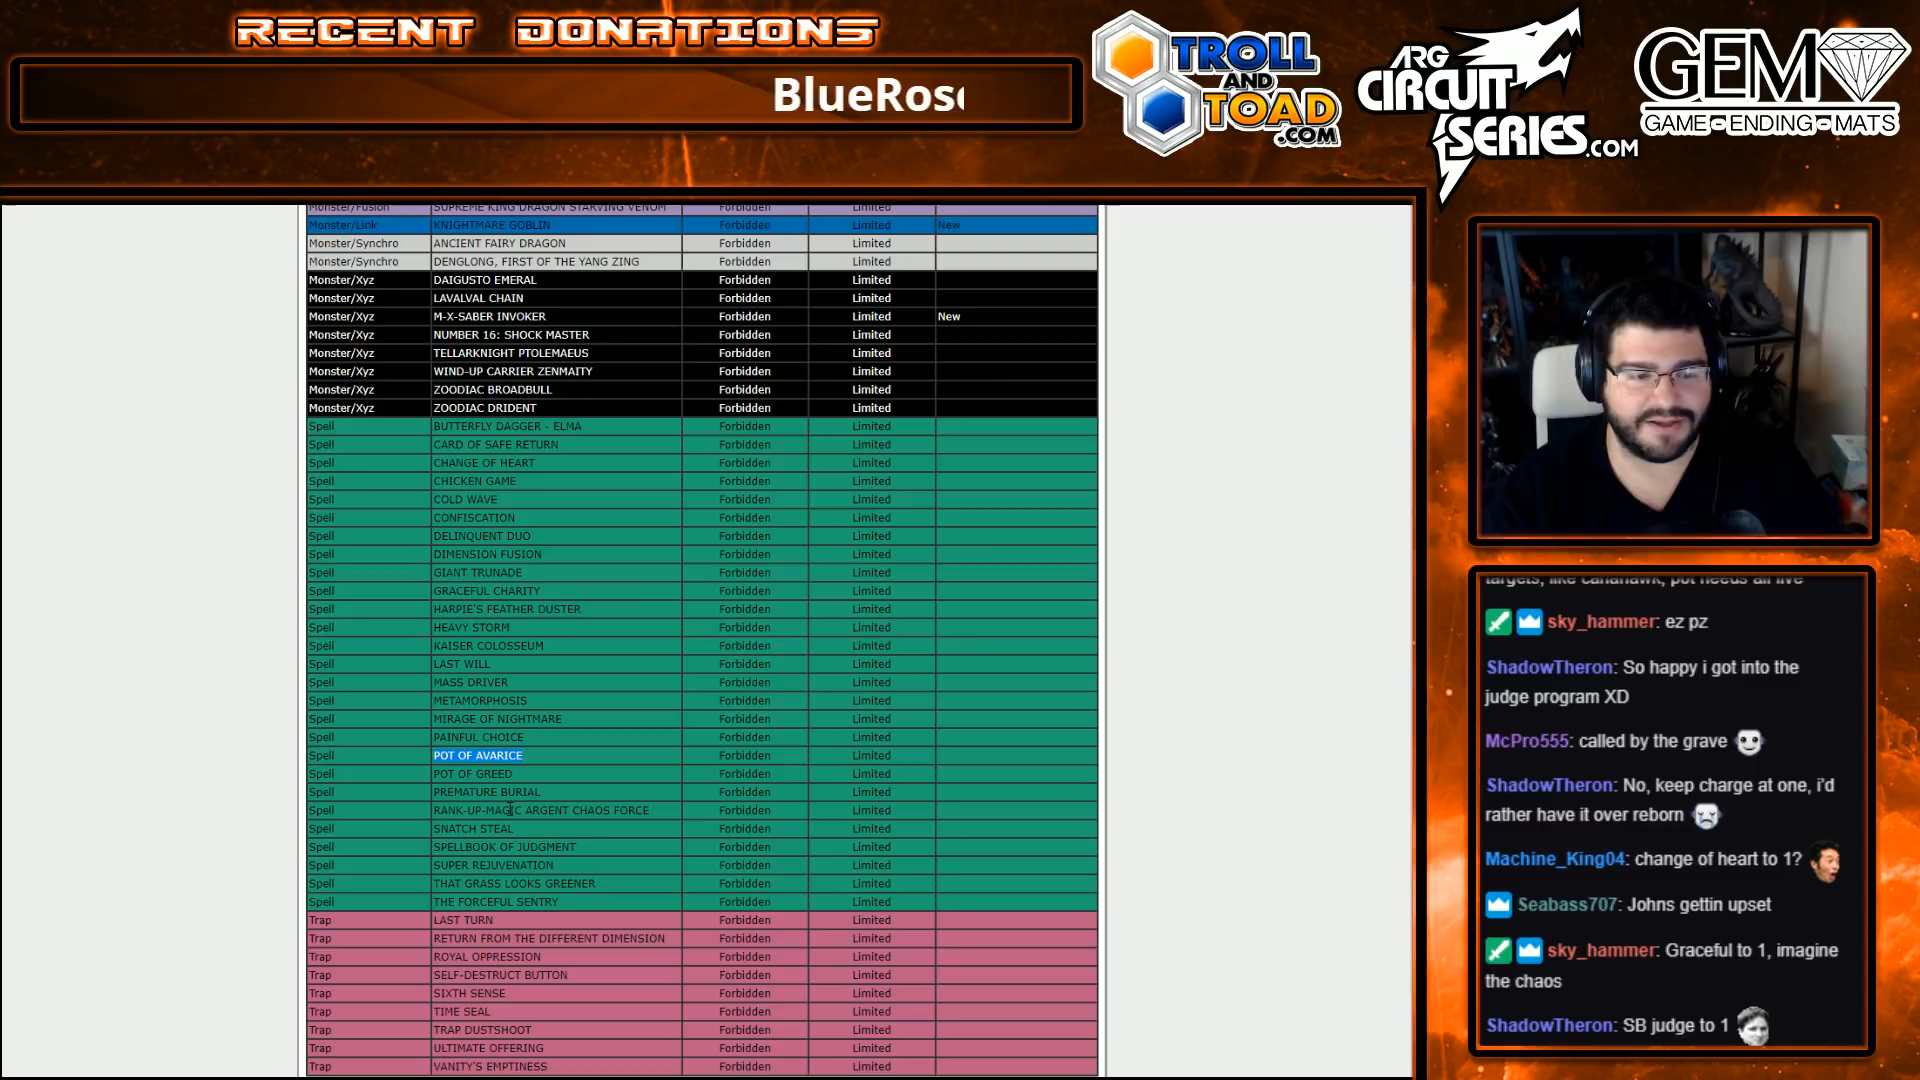 RECENT DONATIONS
BlueRose
TROLL
AND
TOAD
.COM
ARG
CIRCUIT
SERIES.COM
GEM
GAME-ENDING-MATS
Monster/Fusion SUPREME KING DRAGON STARVING VENOM Forbidden Limited
Monster/Link KNIGHTMARE GOBLIN Forbidden Limited New
Monster/Synchro ANCIENT FAIRY DRAGON Forbidden Limited
Monster/Synchro DENGLONG, FIRST OF THE YANG ZING Forbidden Limited
Monster/Xyz DAIGUSTO EMERAL Forbidden Limited
Monster/Xyz LAVALVAL CHAIN Forbidden Limited
Monster/Xyz M-X-SABER INVOKER Forbidden Limited New
Monster/Xyz NUMBER 16: SHOCK MASTER Forbidden Limited
Monster/Xyz TELLARKNIGHT PTOLEMAEUS Forbidden Limited
Monster/Xyz WIND-UP CARRIER ZENMAITY Forbidden Limited
Monster/Xyz ZOODIAC BROADBULL Forbidden Limited
Monster/Xyz ZOODIAC DRIDENT Forbidden Limited
Spell BUTTERFLY DAGGER - ELMA Forbidden Limited
Spell CARD OF SAFE RETURN Forbidden Limited
Spell CHANGE OF HEART Forbidden Limited
Spell CHICKEN GAME Forbidden Limited
Spell COLD WAVE Forbidden Limited
Spell CONFISCATION Forbidden Limited
Spell DELINQUENT DUO Forbidden Limited
Spell DIMENSION FUSION Forbidden Limited
Spell GIANT TRUNADE Forbidden Limited
Spell GRACEFUL CHARITY Forbidden Limited
Spell HARPIE'S FEATHER DUSTER Forbidden Limited
Spell HEAVY STORM Forbidden Limited
Spell KAISER COLOSSEUM Forbidden Limited
Spell LAST WILL Forbidden Limited
Spell MASS DRIVER Forbidden Limited
Spell METAMORPHOSIS Forbidden Limited
Spell MIRAGE OF NIGHTMARE Forbidden Limited
Spell PAINFUL CHOICE Forbidden Limited
Spell POT OF AVARICE Forbidden Limited
Spell POT OF GREED Forbidden Limited
Spell PREMATURE BURIAL Forbidden Limited
Spell RANK-UP-MAGIC ARGENT CHAOS FORCE Forbidden Limited
Spell SNATCH STEAL Forbidden Limited
Spell SPELLBOOK OF JUDGMENT Forbidden Limited
Spell SUPER REJUVENATION Forbidden Limited
Spell THAT GRASS LOOKS GREENER Forbidden Limited
Spell THE FORCEFUL SENTRY Forbidden Limited
Trap LAST TURN Forbidden Limited
Trap RETURN FROM THE DIFFERENT DIMENSION Forbidden Limited
Trap ROYAL OPPRESSION Forbidden Limited
Trap SELF-DESTRUCT BUTTON Forbidden Limited
Trap SIXTH SENSE Forbidden Limited
Trap TIME SEAL Forbidden Limited
Trap TRAP DUSTSHOOT Forbidden Limited
Trap ULTIMATE OFFERING Forbidden Limited
Trap VANITY'S EMPTINESS Forbidden Limited
targets, like canahawk, pot needs all five
sky_hammer: ez pz
ShadowTheron: So happy i got into the
judge program XD
McPro555: called by the grave
ShadowTheron: No, keep charge at one, i'd
rather have it over reborn
Machine_King04: change of heart to 1?
Seabass707: Johns gettin upset
sky_hammer: Graceful to 1, imagine
the chaos
ShadowTheron: SB judge to 1